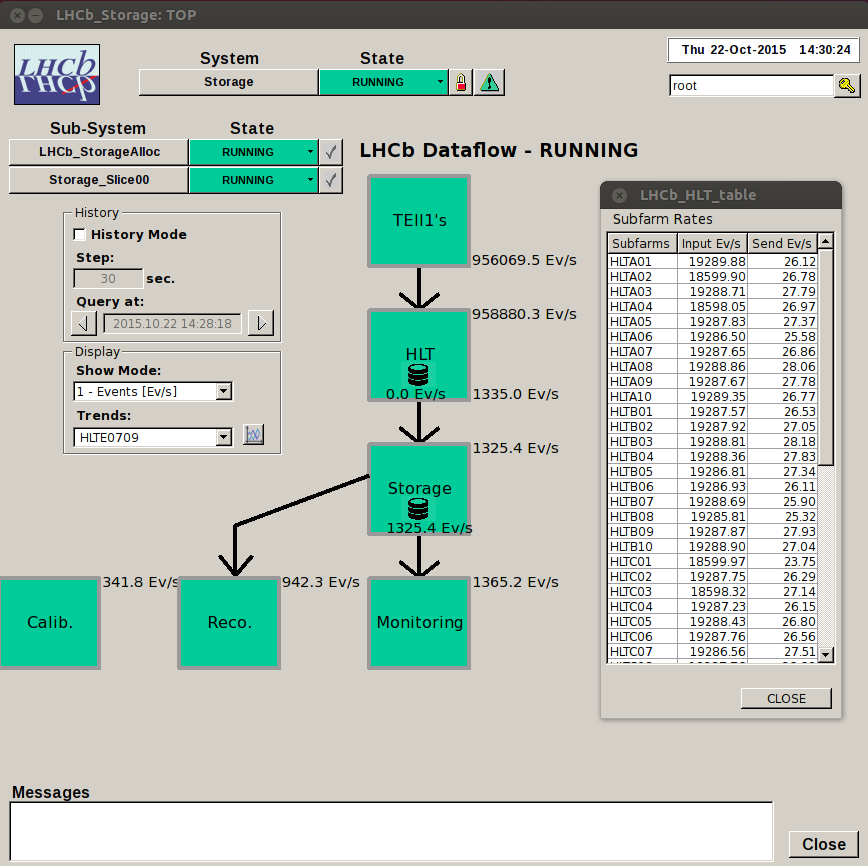 LHCb_Storage: TOP
LHCb
LHCb
System State
Storage RUNNING
Thu 22-Oct-2015 14:30:24
root
Sub-System State
LHCb_StorageAlloc RUNNING
Storage_Slice00 RUNNING
LHCb Dataflow - RUNNING
History
History Mode
Step:
30 sec.
Query at:
2015.10.22 14:28:18
Display
Show Mode:
1 - Events [Ev/s]
Trends:
HLTE0709
TEll1's
956069.5 Ev/s
958880.3 Ev/s
HLT
0.0 Ev/s 1335.0 Ev/s
1325.4 Ev/s
Storage
1325.4 Ev/s
341.8 Ev/s 942.3 Ev/s 1365.2 Ev/s
Calib. Reco. Monitoring
LHCb_HLT_table
Subfarm Rates
Subfarms Input Ev/s Send Ev/s
HLTA01 19289.88 26.12
HLTA02 18599.90 26.78
HLTA03 19288.71 27.79
HLTA04 18598.05 26.97
HLTA05 19287.83 27.37
HLTA06 19286.50 25.58
HLTA07 19287.65 26.86
HLTA08 19288.86 28.06
HLTA09 19287.67 27.78
HLTA10 19289.35 26.77
HLTB01 19287.57 26.53
HLTB02 19287.92 27.05
HLTB03 19288.81 28.18
HLTB04 19288.36 27.83
HLTB05 19286.81 27.34
HLTB06 19286.93 26.11
HLTB07 19288.69 25.90
HLTB08 19285.81 25.32
HLTB09 19287.87 27.93
HLTB10 19288.90 27.04
HLTC01 18599.97 23.75
HLTC02 19287.75 26.29
HLTC03 18598.32 27.14
HLTC04 19287.23 26.15
HLTC05 19288.43 26.80
HLTC06 19287.76 26.56
HLTC07 19286.56 27.51
CLOSE
Messages
Close